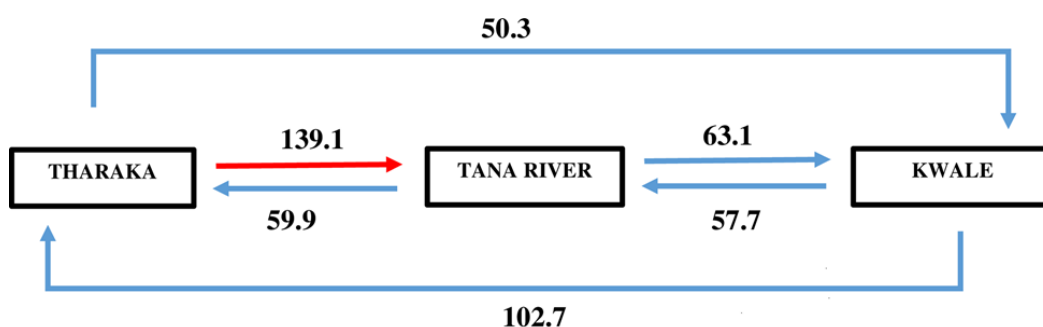 50.3
139.1
63.1
THARAKA
TANA RIVER
KWALE
59.9
57.7
102.7